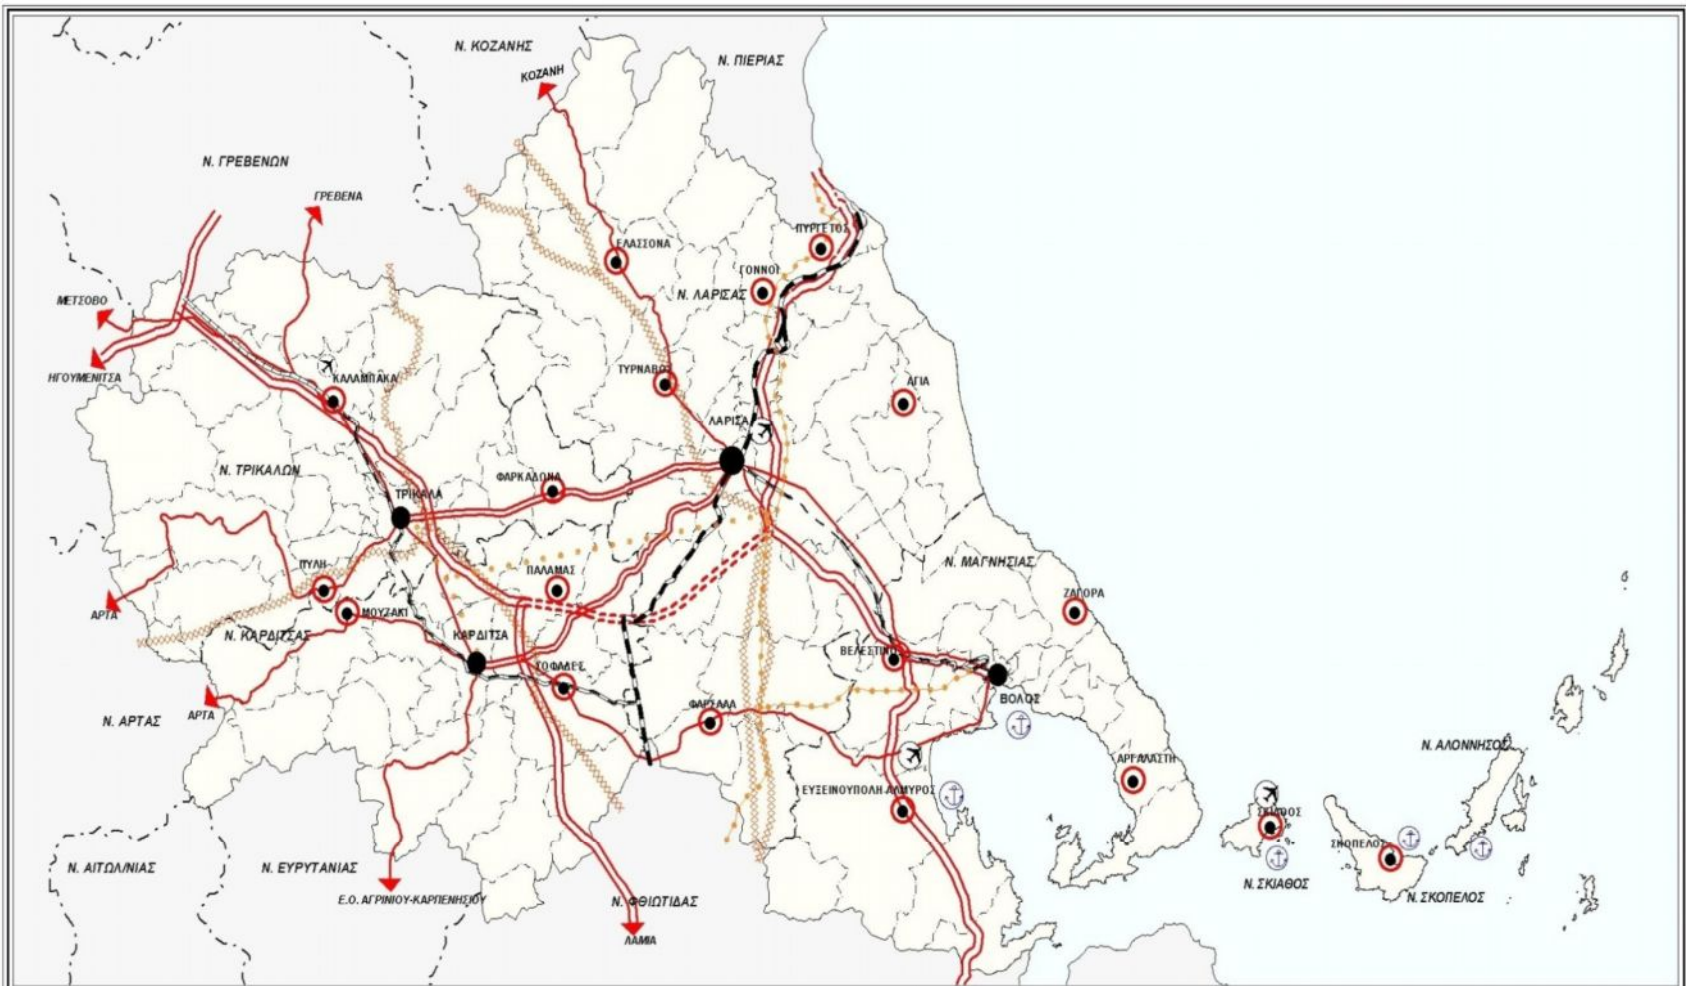 Ν. ΚΟΖΑΝΗΣ
Ν. ΠΙΕΡΙΑΣ
ΚΟΖΑΝΗ
Ν. ΓΡΕΒΕΝΩΝ
ΓΡΕΒΕΝΑ
ΠΥΡΓΕΤΟΣ
ΕΛΑΣΣΟΝΑ
ΓΟΝΝΟΙ
Ν. ΛΑΡΙΣΑΣ
ΜΕΤΣΟΒΟ
ΗΓΟΥΜΕΝΙΤΣΑ
ΚΑΛΑΜΠΑΚΑ
ΤΥΡΝΑΒΟΣ
ΑΓΙΑ
ΛΑΡΙΣΑ
Ν. ΤΡΙΚΑΛΩΝ
ΦΑΡΚΑΔΟΝΑ
ΤΡΙΚΑΛΑ
ΠΥΛΗ
ΠΑΛΑΜΑΣ
Ν. ΜΑΓΝΗΣΙΑΣ
ΖΑΓΟΡΑ
ΑΡΤΑ
ΜΟΥΖΑΚΙ
Ν. ΚΑΡΔΙΤΣΑΣ
ΚΑΡΔΙΤΣΑ
ΒΕΛΕΣΤΙΝΟ
ΣΟΦΑΔΕΣ
ΒΟΛΟΣ
ΦΑΡΣΑΛΑ
Ν. ΑΡΤΑΣ
ΑΡΤΑ
Ν. ΑΛΟΝΝΗΣΟΣ
ΑΡΓΑΛΑΣΤΗ
ΕΥΞΕΙΝΟΥΠΟΛΗ-ΑΛΜΥΡΟΣ
ΣΚΙΑΘΟΣ
ΣΚΟΠΕΛΟΣ
Ν. ΑΙΤΩΛ/ΝΙΑΣ
Ν. ΕΥΡΥΤΑΝΙΑΣ
Ν. ΣΚΙΑΘΟΣ
Ν. ΣΚΟΠΕΛΟΣ
Ε.Ο. ΑΓΡΙΝΙΟΥ-ΚΑΡΠΕΝΗΣΙΟΥ
Ν. ΦΘΙΩΤΙΔΑΣ
ΛΑΜΙΑ